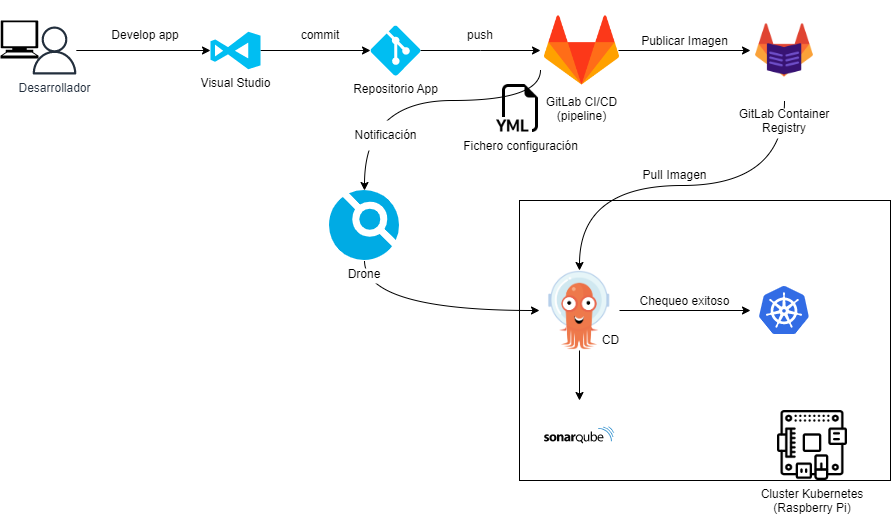 Develop app
commit
push
Publicar Imagen
Desarrollador
Visual Studio
Repositorio App
GitLab CI/CD
(pipeline)
GitLab Container
Registry
YML
Notificación
Fichero configuración
Pull Imagen
Drone
Chequeo exitoso
CD
sonarqube
Cluster Kubernetes
(Raspberry Pi)